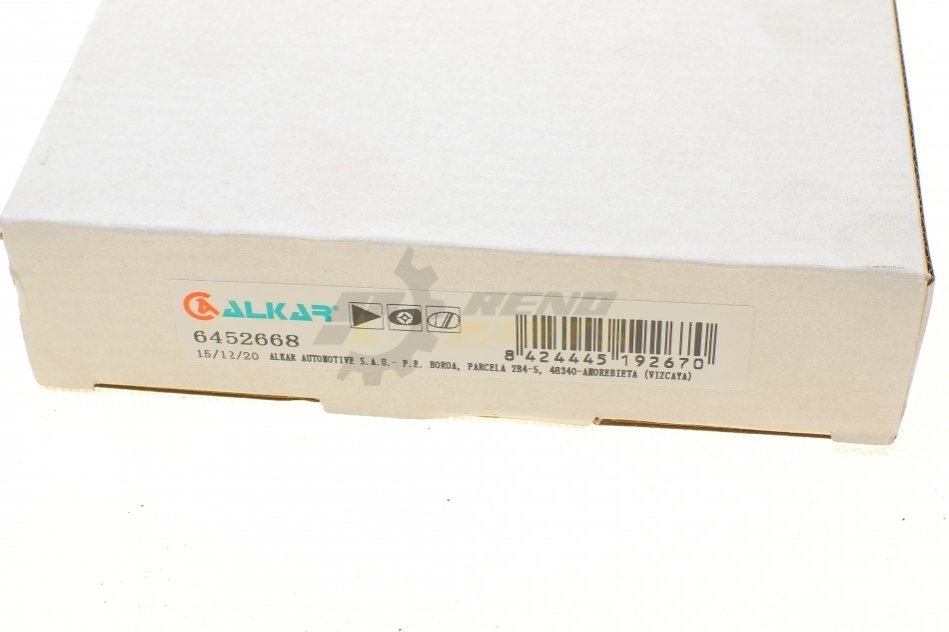 ALKAR®
6452668
15/12/20 ALKAR AUTOMOTIVE S.A.U.- P.E. BOROA, PARCELA 2B4-5, 48340-AMOREBIETA (VIZCAYA)
8 424445 192670
RENO